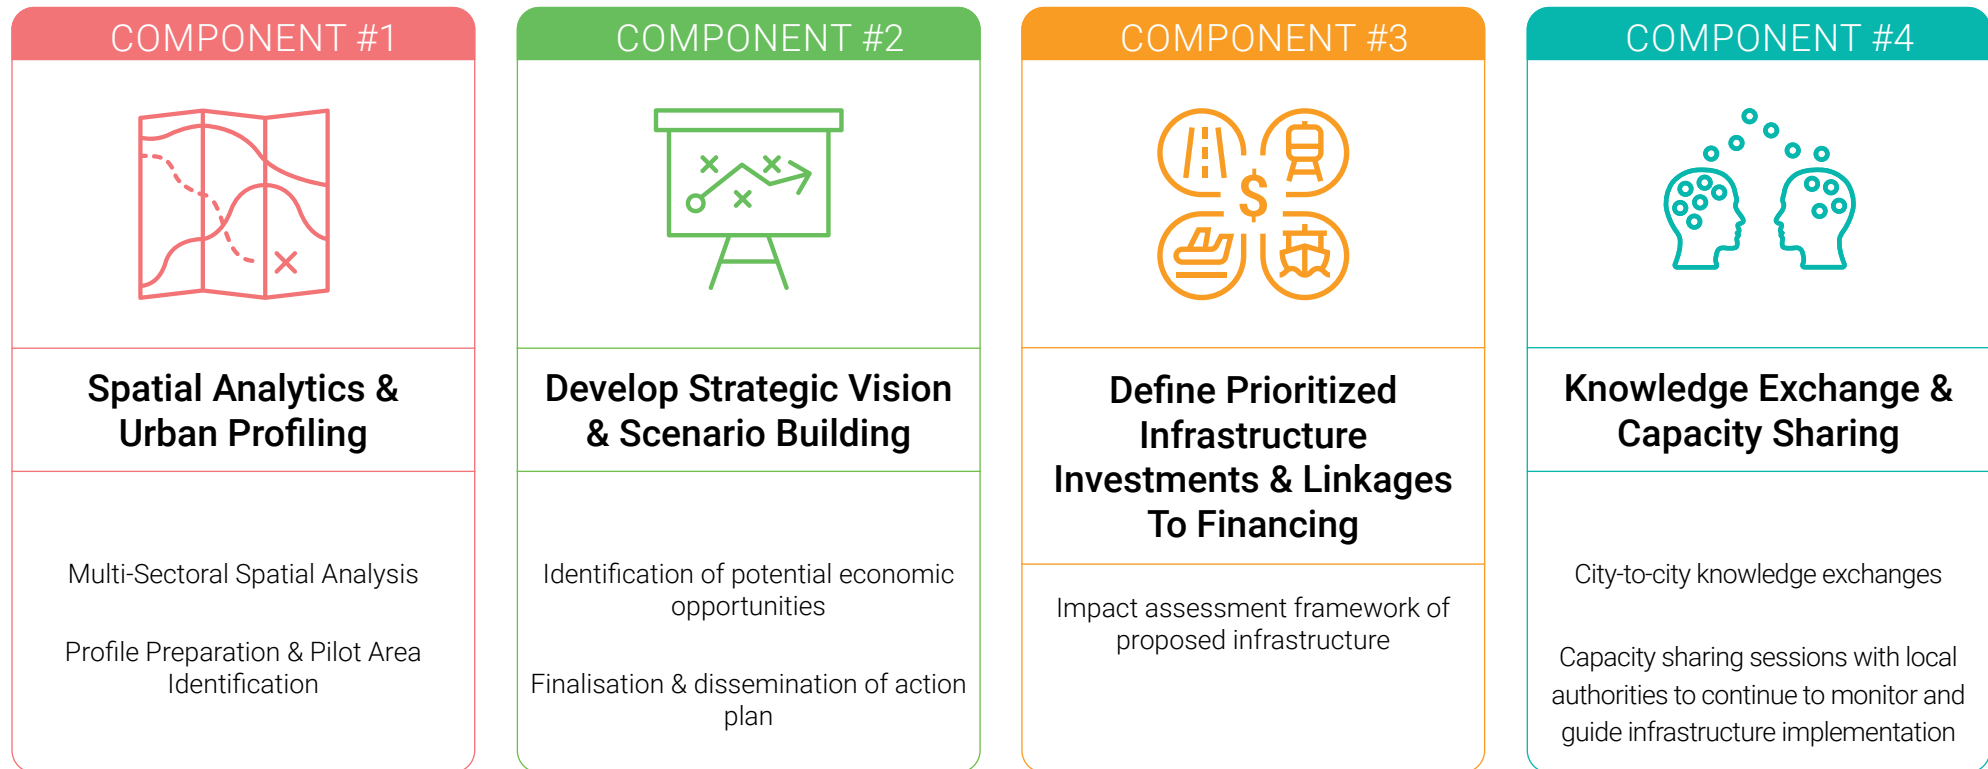 COMPONENT #1
Spatial Analytics &
Urban Profiling
Multi-Sectoral Spatial Analysis
Profile Preparation & Pilot Area
Identification
COMPONENT #2
Develop Strategic Vision
& Scenario Building
Identification of potential economic
opportunities
Finalisation & dissemination of action
plan
COMPONENT #3
Define Prioritized
Infrastructure
Investments & Linkages
To Financing
$
Impact assessment framework of
proposed infrastructure
COMPONENT #4
Knowledge Exchange &
Capacity Sharing
City-to-city knowledge exchanges
Capacity sharing sessions with local
authorities to continue to monitor and
guide infrastructure implementation